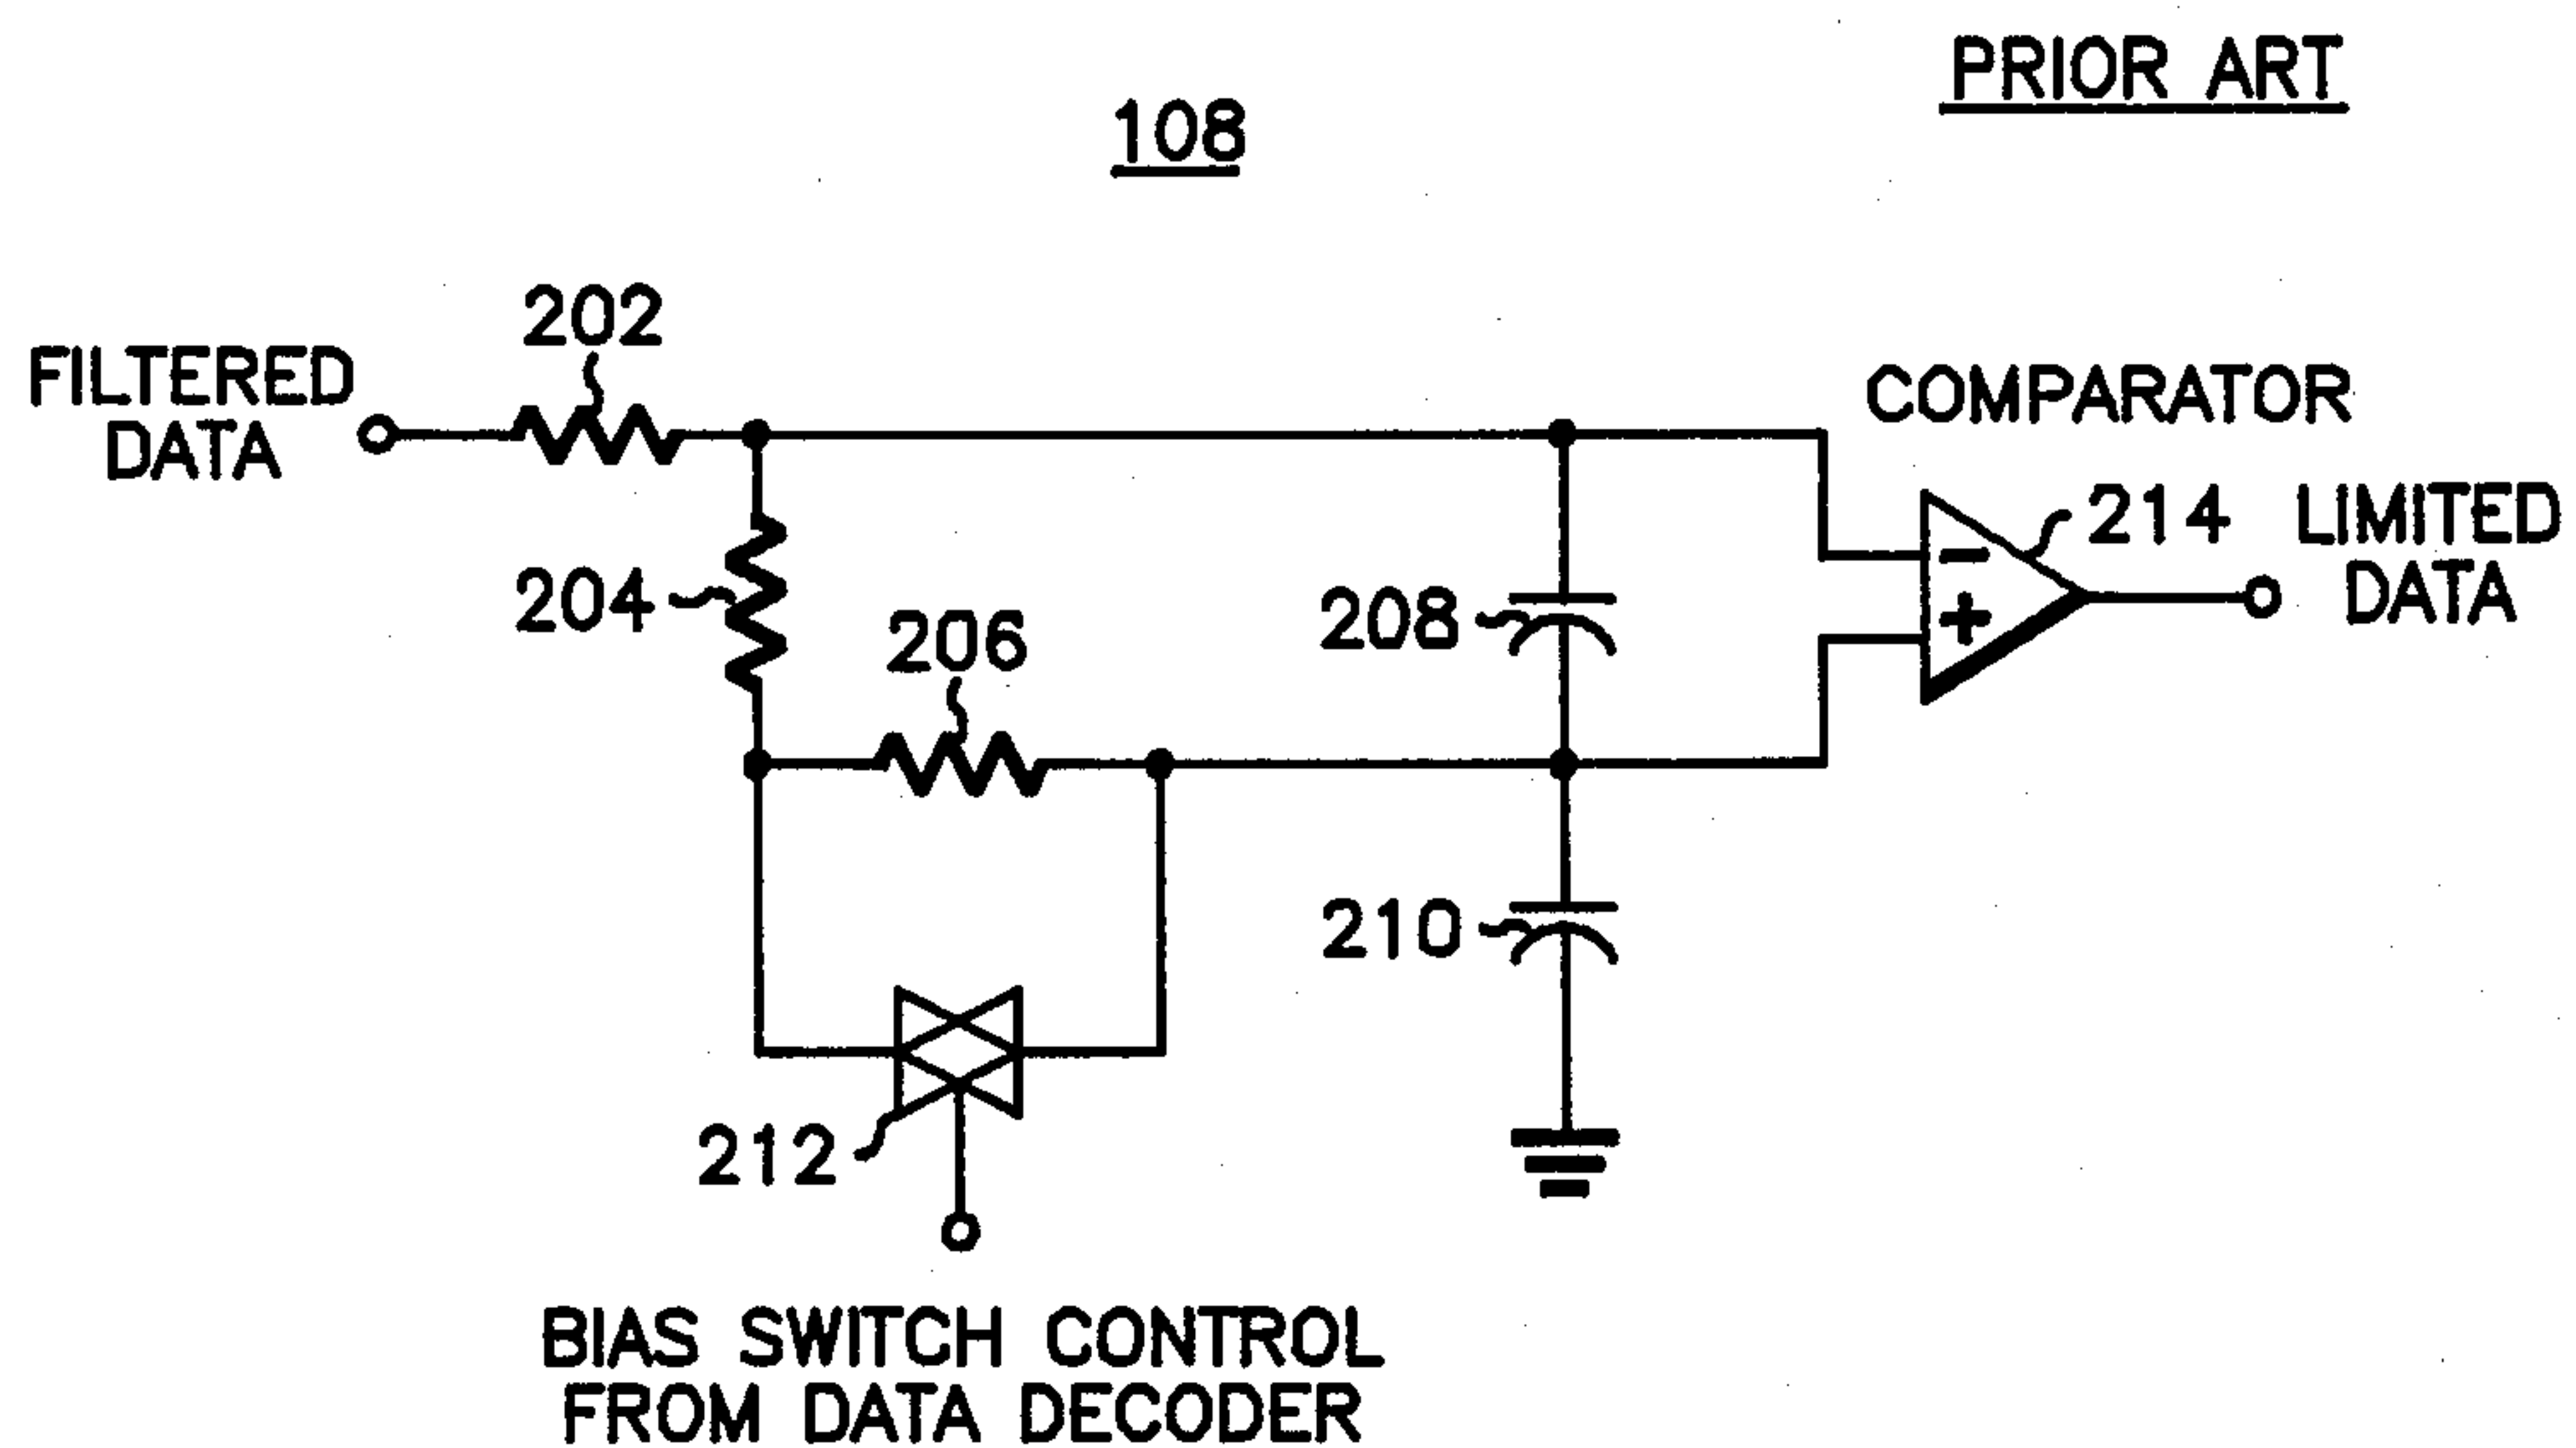 PRIOR ART
108
202
FILTERED
DATA
COMPARATOR
214
LIMITED
DATA
204
206
208
-
+
210
212
BIAS SWITCH CONTROL
FROM DATA DECODER